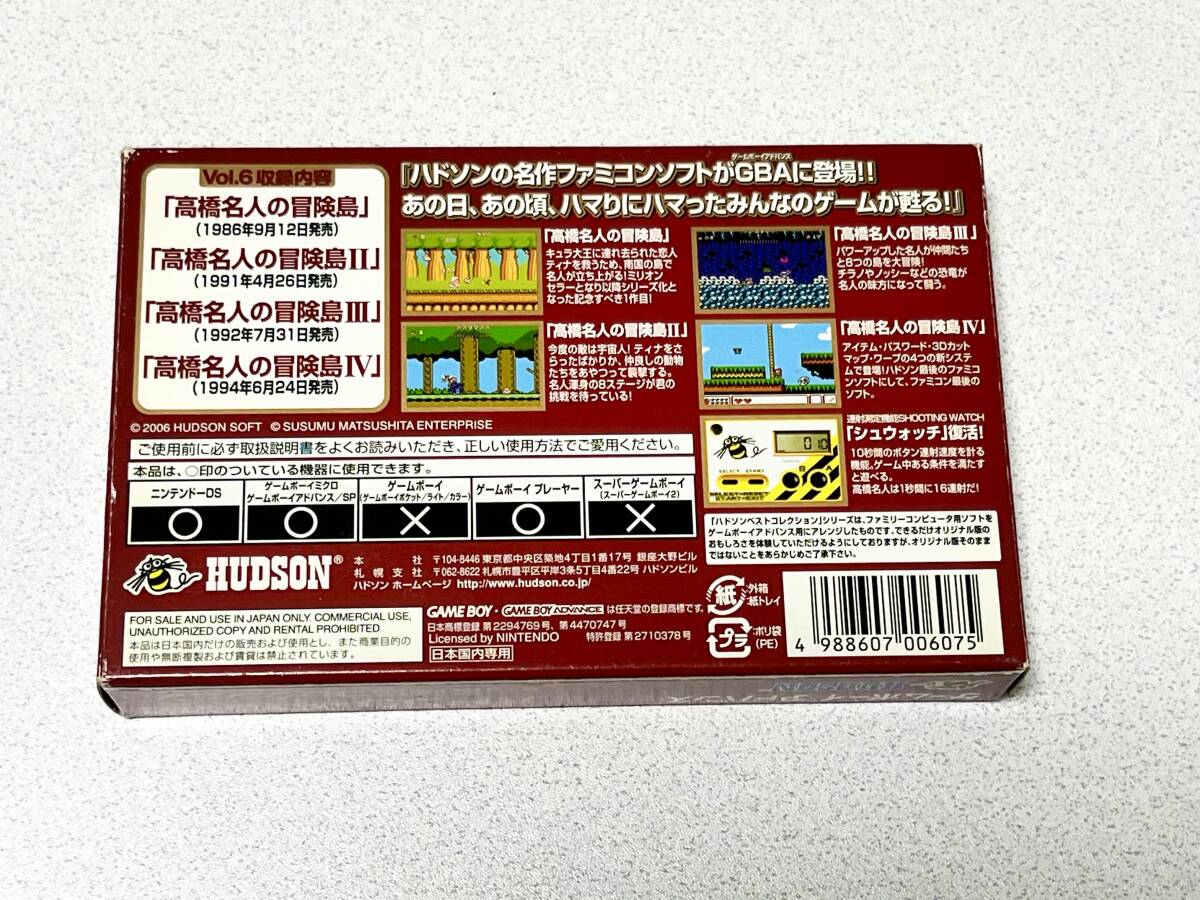 Vol.6 収録内容
「高橋名人の冒険島」
(1986年9月12日発売)
「高橋名人の冒険島II」
(1991年4月26日発売)
「高橋名人の冒険島III」
(1992年7月31日発売)
「高橋名人の冒険島IV」
(1994年6月24日発売)
ゲームボーイアドバンス
『ハドソンの名作ファミコンソフトがGBAに登場!!
あの日、あの頃、ハマりにハマったみんなのゲームが甦る!』
「高橋名人の冒険島」
キュラ大王に連れ去られた恋人
ティナを救うため、南国の島で
名人が立ち上がる!ミリオン
セラーとなり以降シリーズ化と
なった記念すべき1作目!
「高橋名人の冒険島II」
今度の敵は宇宙人!ティナをさ
らったばかりか、仲良しの動物
たちをあやつって襲撃する。
名人渾身の8ステージが君の
挑戦を待っている!
「高橋名人の冒険島III」
パワーアップした名人が仲間たち
と6つの島を大冒険!
チラノやノッシーなどの恐竜が
名人の味方になって闘う。
「高橋名人の冒険島IV」
アイテム・パスワード・3Dカット
マップ・ワープの4つの新システ
ムで登場!ハドソン最後のファミ
コンソフトにして、ファミコン最後の
ソフト。
連射測定機能SHOOTING WATCH
「シュウォッチ」復活!
10秒間のボタン連射速度を計る
機能。ゲーム中ある条件を満たす
と遊べる。
高橋名人は1秒間に16連射だ!
010
SELECT START
B A
SELECT=RESET
START=EXIT
「ハドソンベストコレクション」シリーズは、ファミリーコンピュータ用ソフトを
ゲームボーイアドバンス用にアレンジしたものです。できるだけオリジナル版の
おもしろさを体験していただけるようにしておりますが、オリジナル版そのまま
ではないことをあらかじめご了承下さい。
© 2006 HUDSON SOFT © SUSUMU MATSUSHITA ENTERPRISE
ご使用前に必ず取扱説明書をよくお読みいただき、正しい使用方法でご愛用ください。
本品は、○印のついている機器に使用できます。
ニンテンドーDS
ゲームボーイミクロ
ゲームボーイアドバンス/SP
ゲームボーイ
(ゲームボーイポケット/ライト/カラー)
ゲームボーイ プレーヤー
スーパーゲームボーイ
(スーパーゲームボーイ2)
○ ○ × ○ ×
HUDSON®
本 社 〒104-8446 東京都中央区築地4丁目1番17号 銀座大野ビル
札幌支社 〒062-8622 札幌市豊平区平岸3条5丁目4番22号 ハドソンビル
ハドソン ホームページ http://www.hudson.co.jp/
FOR SALE AND USE IN JAPAN ONLY. COMMERCIAL USE,
UNAUTHORIZED COPY AND RENTAL PROHIBITED.
本品は日本国内だけの販売および使用とし、また商業目的の
使用や無断複製および賃貸は禁止されています。
GAME BOY・GAME BOY ADVANCE は任天堂の登録商標です。
日本商標登録 第2294769号、第4470747号
Licensed by NINTENDO 特許登録 第2710378号
日本国内専用
紙 :外箱
:紙トレイ
プラ :ポリ袋
(PE)
4 988607 006075
HUDSON